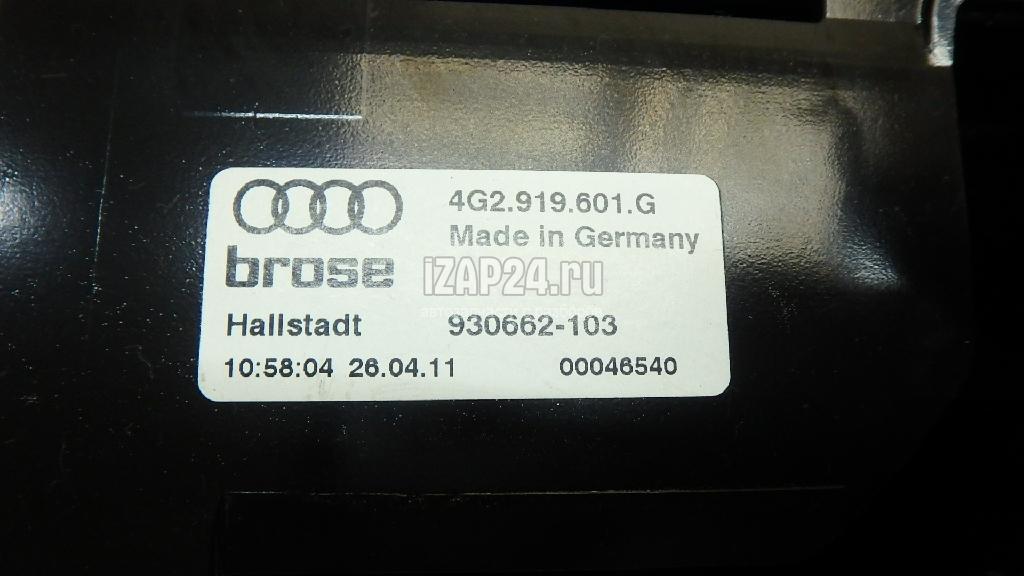 4G2.919.601.G
Made in Germany
brose
iZAP24.ru
Hallstadt 930662-103
10:58:04 26.04.11 00046540